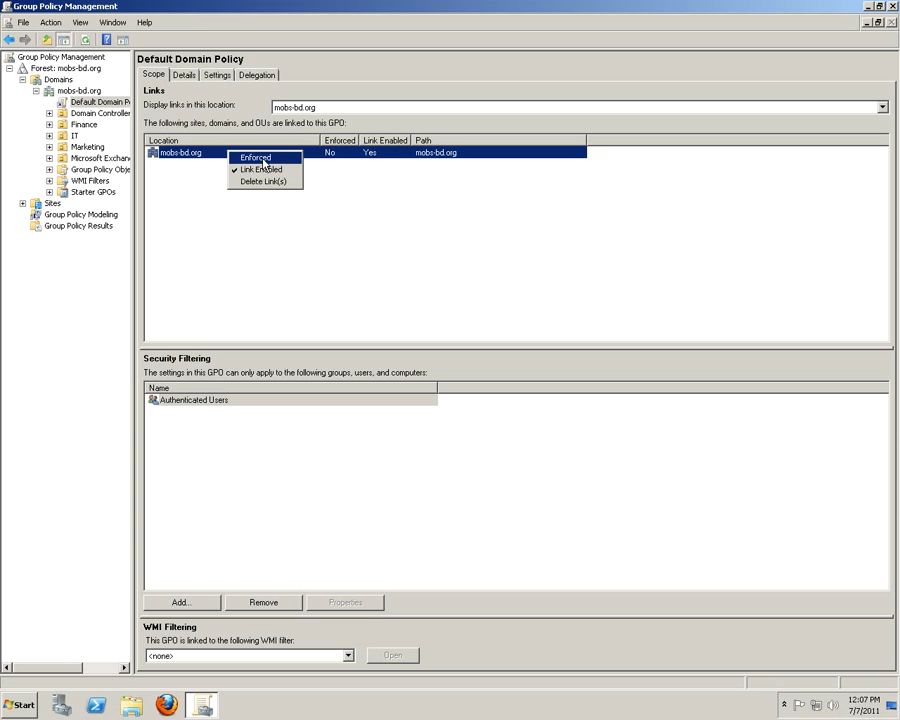 Group Policy Management
File Action View Window Help
Group Policy Management
Forest: mobs-bd.org
Domains
mobs-bd.org
Default Domain P
Domain Controller
Finance
IT
Marketing
Microsoft Exchan
Group Policy Obje
WMI Filters
Starter GPOs
Sites
Group Policy Modeling
Group Policy Results
Default Domain Policy
Scope Details Settings Delegation
Links
Display links in this location: mobs-bd.org
The following sites, domains, and OUs are linked to this GPO:
Location Enforced Link Enabled Path
mobs-bd.org No Yes mobs-bd.org
Enforced
Link Enabled
Delete Link(s)
Security Filtering
The settings in this GPO can only apply to the following groups, users, and computers:
Name
Authenticated Users
Add... Remove Properties
WMI Filtering
This GPO is linked to the following WMI filter:
<none> Open
Start
12:07 PM
7/7/2011